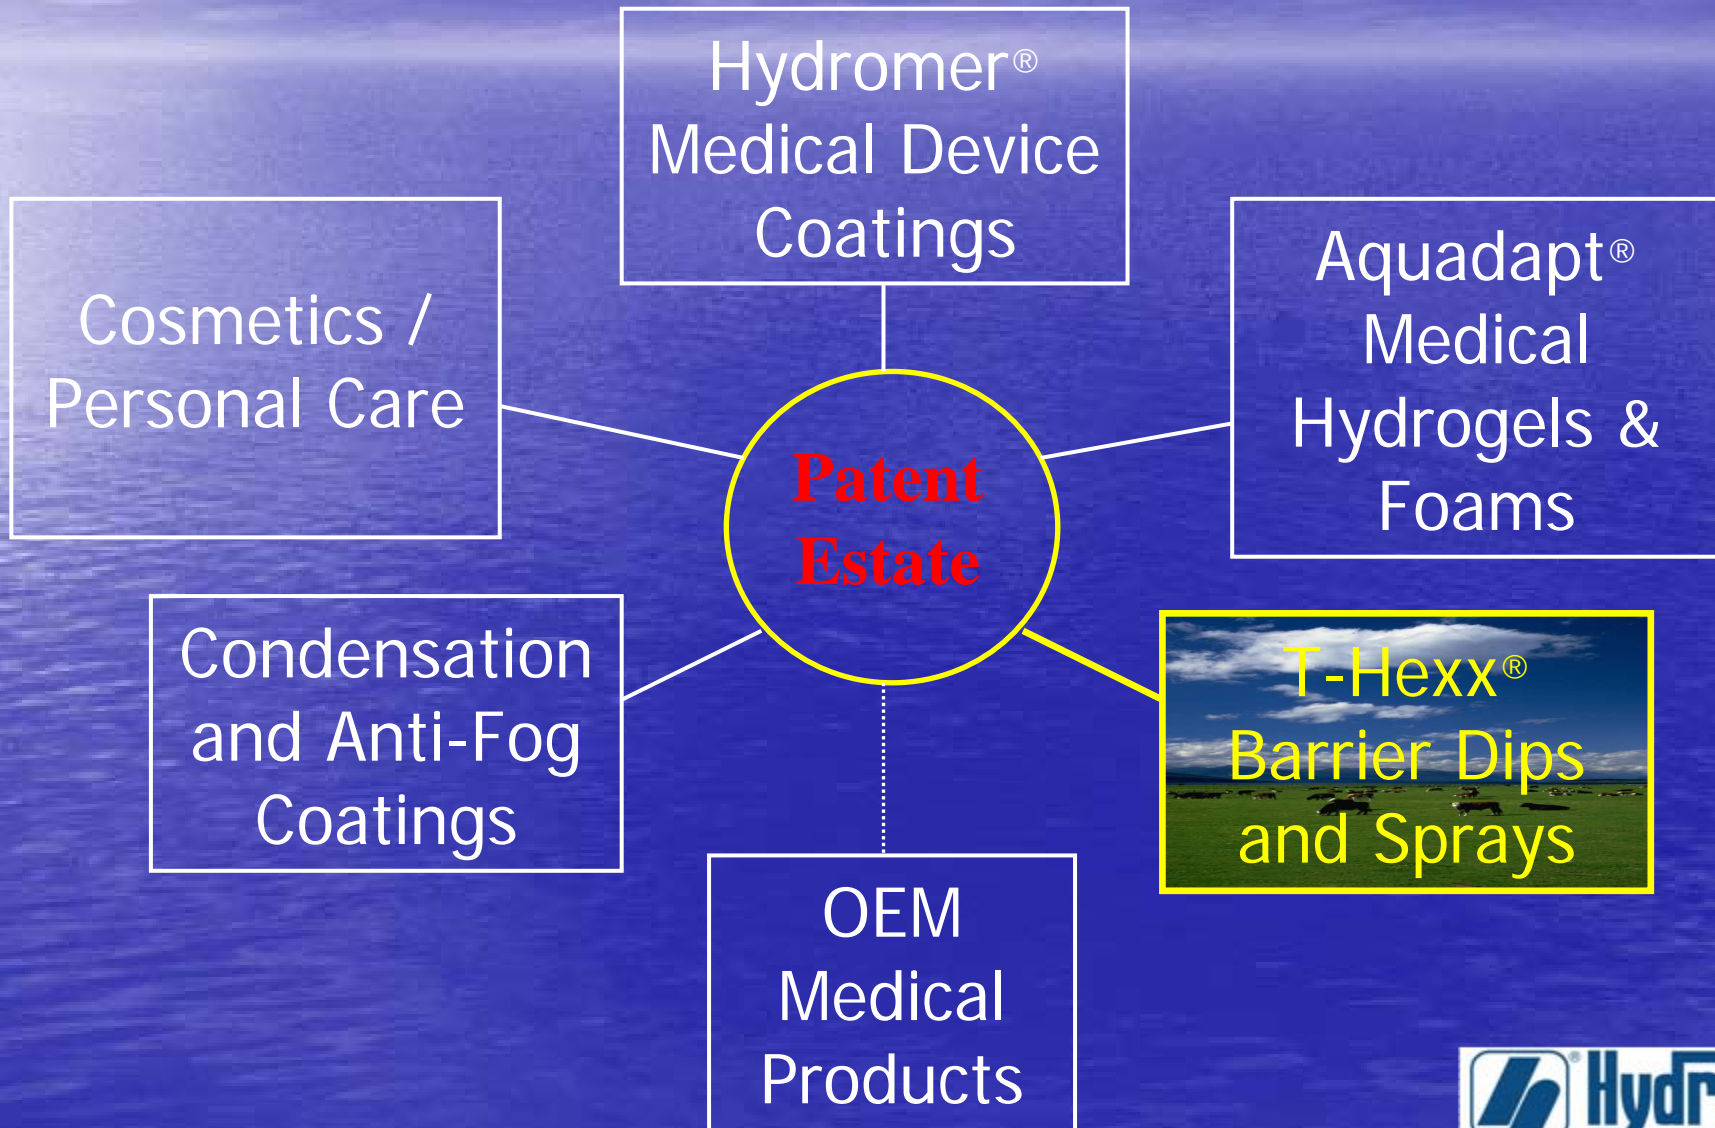 Hydromer®
Medical Device
Coatings
Cosmetics /
Personal Care
Aquadapt®
Medical
Hydrogels &
Foams
Patent
Estate
Condensation
and Anti-Fog
Coatings
T-Hexx®
Barrier Dips
and Sprays
OEM
Medical
Products